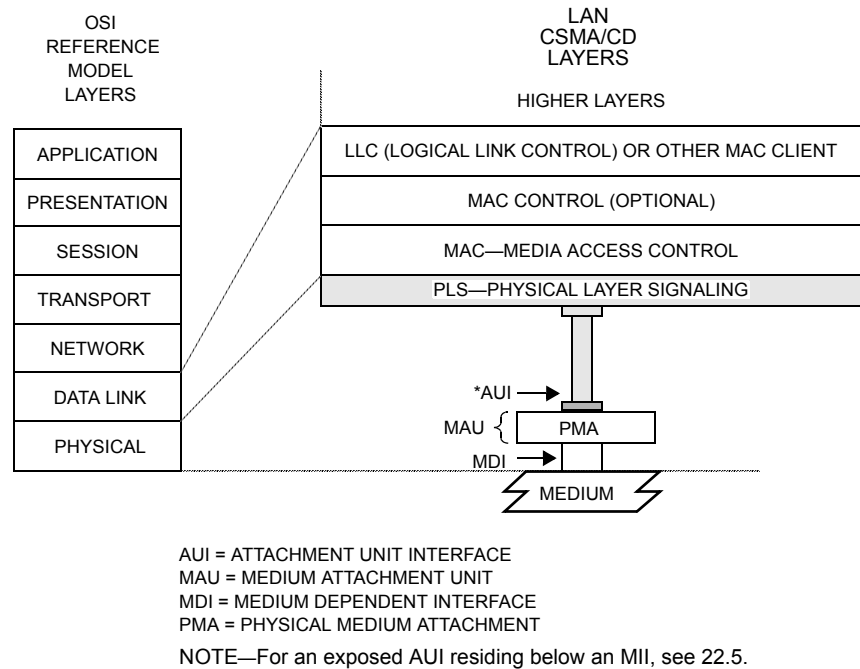 OSI
REFERENCE
MODEL
LAYERS
LAN
CSMA/CD
LAYERS
HIGHER LAYERS
APPLICATION
PRESENTATION
SESSION
TRANSPORT
NETWORK
DATA LINK
PHYSICAL
LLC (LOGICAL LINK CONTROL) OR OTHER MAC CLIENT
MAC CONTROL (OPTIONAL)
MAC—MEDIA ACCESS CONTROL
PLS—PHYSICAL LAYER SIGNALING
*AUI
MAU
PMA
MDI
MEDIUM
AUI = ATTACHMENT UNIT INTERFACE
MAU = MEDIUM ATTACHMENT UNIT
MDI = MEDIUM DEPENDENT INTERFACE
PMA = PHYSICAL MEDIUM ATTACHMENT
NOTE—For an exposed AUI residing below an MII, see 22.5.